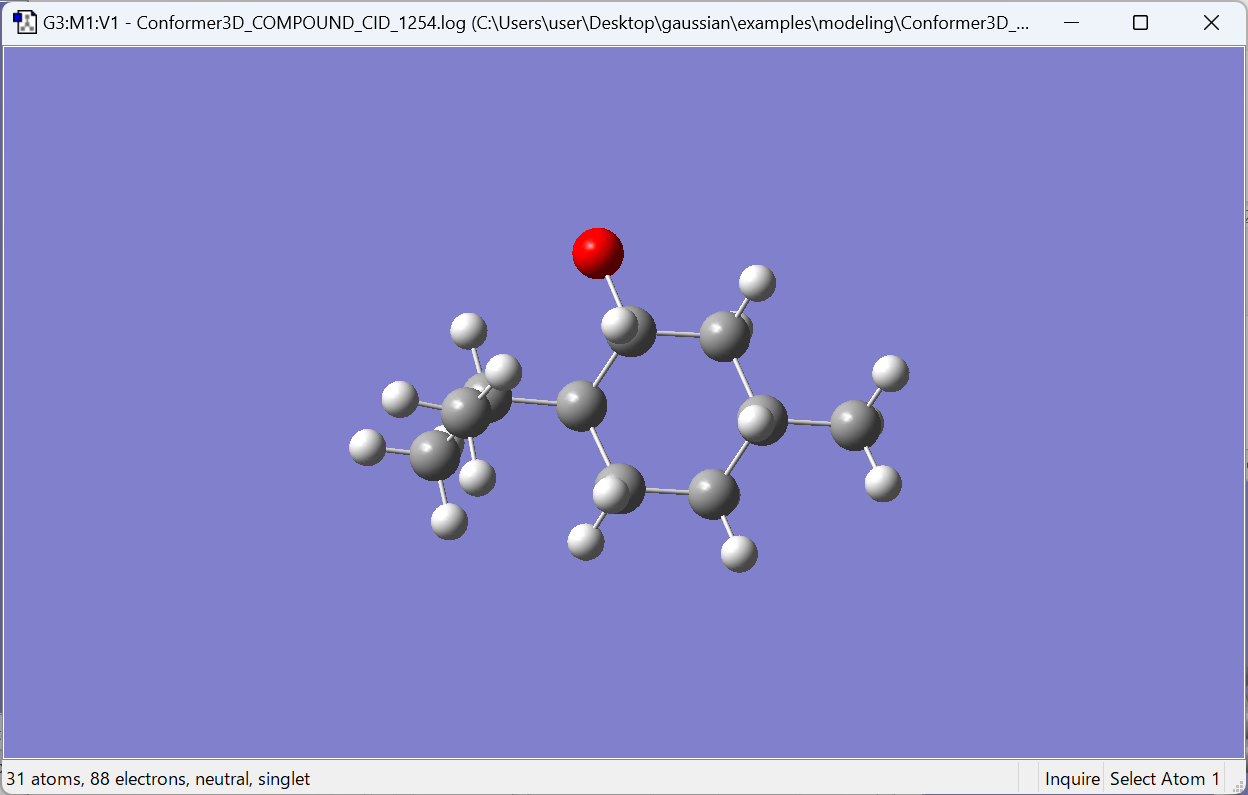 G3:M1:V1 - Conformer3D_COMPOUND_CID_1254.log (C:\Users\user\Desktop\gaussian\examples\modeling\Conformer3D_...
31 atoms, 88 electrons, neutral, singlet Inquire Select Atom 1